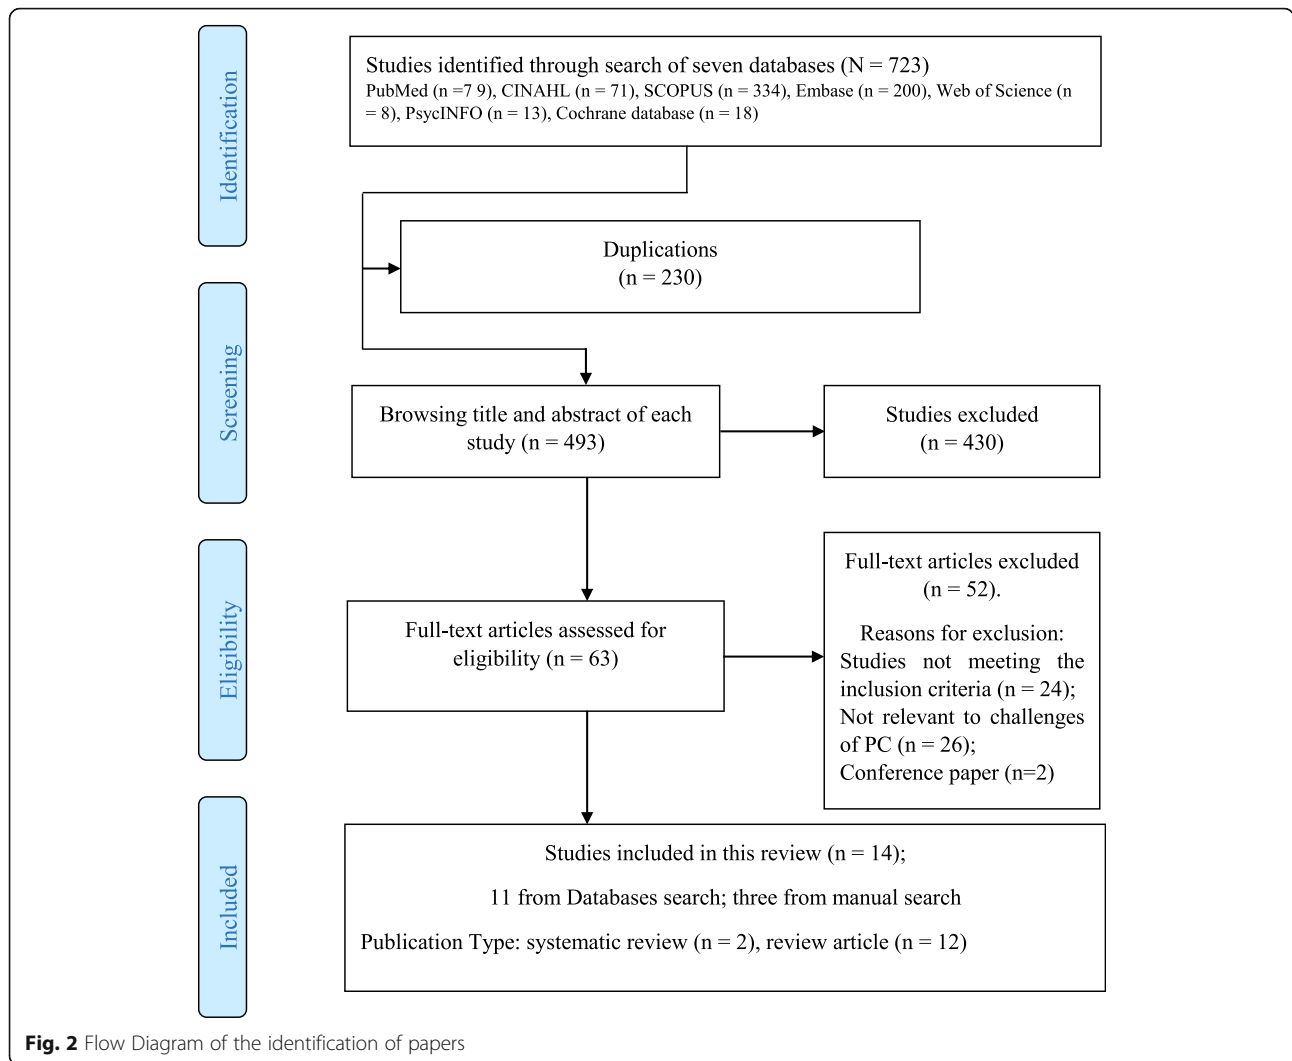 Identification
Studies identified through search of seven databases (N = 723)
PubMed (n =7 9), CINAHL (n = 71), SCOPUS (n = 334), Embase (n = 200), Web of Science (n
= 8), PsycINFO (n = 13), Cochrane database (n = 18)
Duplications
(n = 230)
Screening
Browsing title and abstract of each
study (n = 493)
Studies excluded
(n = 430)
Eligibility
Full-text articles assessed for
eligibility (n = 63)
Full-text articles excluded
(n = 52).
Reasons for exclusion:
Studies not meeting the
inclusion criteria (n = 24);
Not relevant to challenges
of PC (n = 26);
Conference paper (n=2)
Included
Studies included in this review (n = 14);
11 from Databases search; three from manual search
Publication Type: systematic review (n = 2), review article (n = 12)
Fig. 2 Flow Diagram of the identification of papers